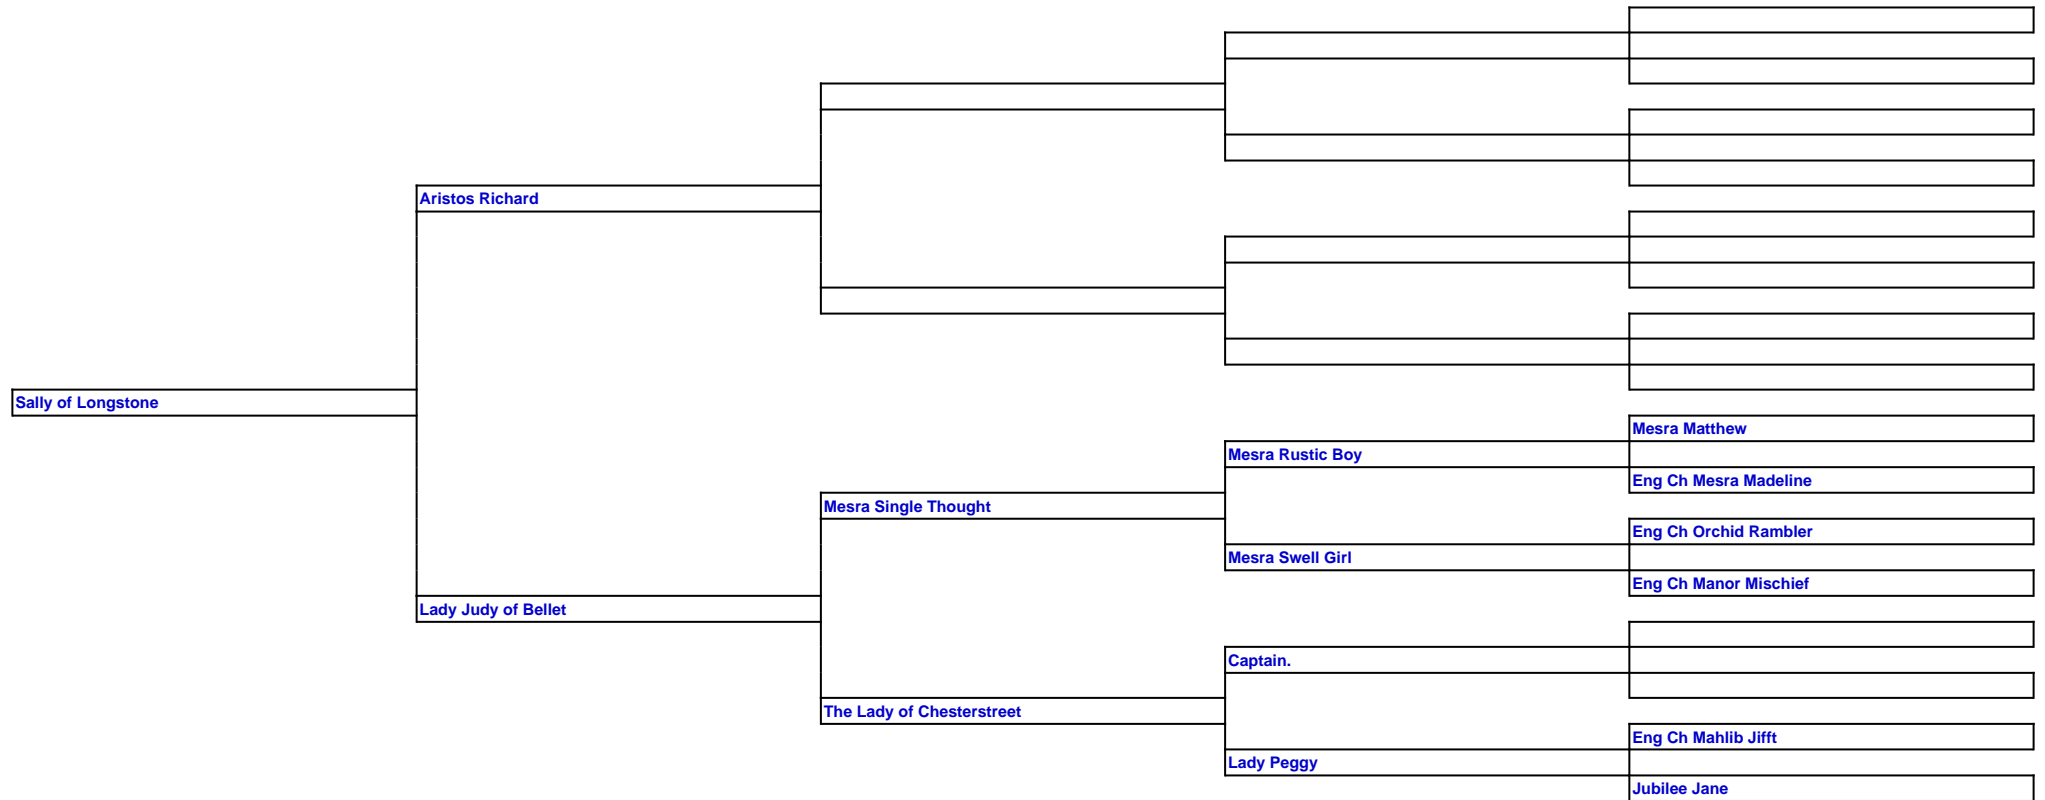 Aristos Richard
Sally of Longstone
Mesra Matthew
Mesra Rustic Boy
Eng Ch Mesra Madeline
Mesra Single Thought
Eng Ch Orchid Rambler
Mesra Swell Girl
Eng Ch Manor Mischief
Lady Judy of Bellet
Captain.
The Lady of Chesterstreet
Eng Ch Mahlib Jifft
Lady Peggy
Jubilee Jane